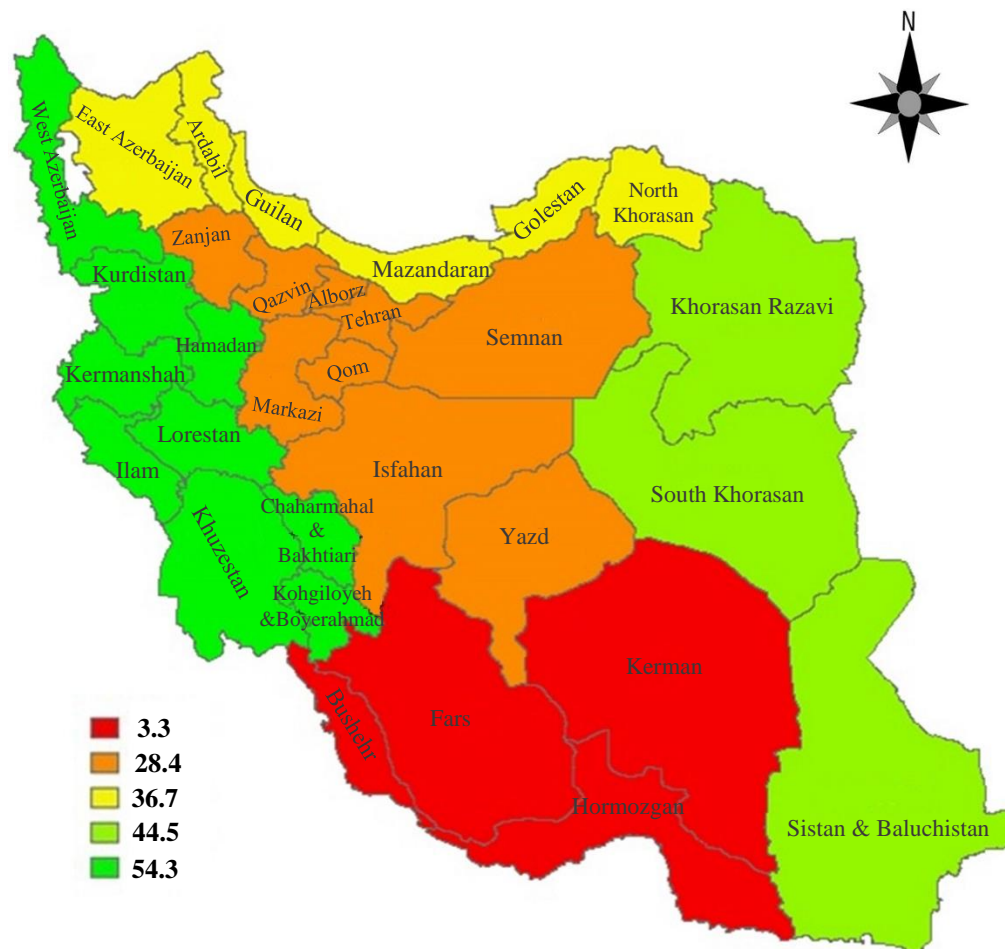 N
West Azerbaijan
East Azerbaijan
Ardabil
Guilan
Golestan
North
Khorasan
Zanjan
Mazandaran
Kurdistan
Qazvin
Alborz
Tehran
Khorasan Razavi
Semnan
Hamadan
Kermanshah
Qom
Markazi
Lorestan
Ilam
Isfahan
South Khorasan
Khuzestan
Chaharmahal
&
Bakhtiari
Yazd
Kohgiloyeh
&Boyerahmad
Kerman
Bushehr
Fars
Hormozgan
Sistan & Baluchistan
3.3
28.4
36.7
44.5
54.3